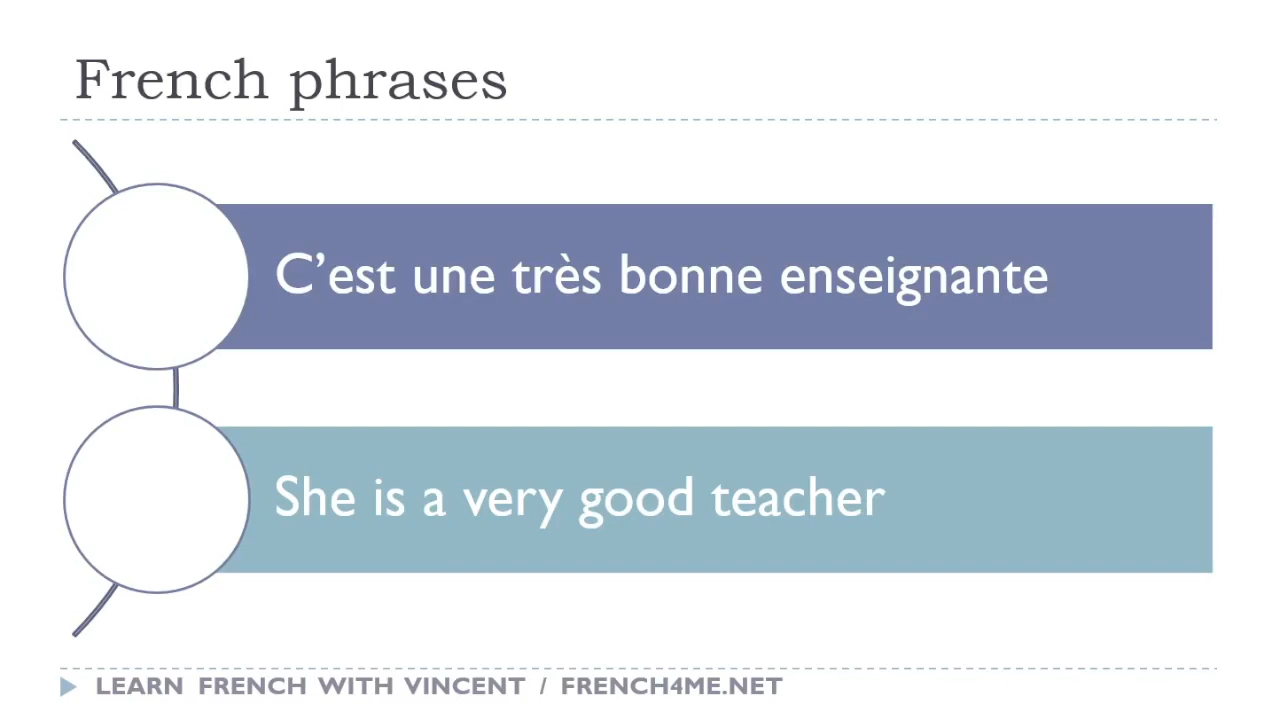 French phrases
C’est une très bonne enseignante
She is a very good teacher
LEARN FRENCH WITH VINCENT / FRENCH4ME.NET